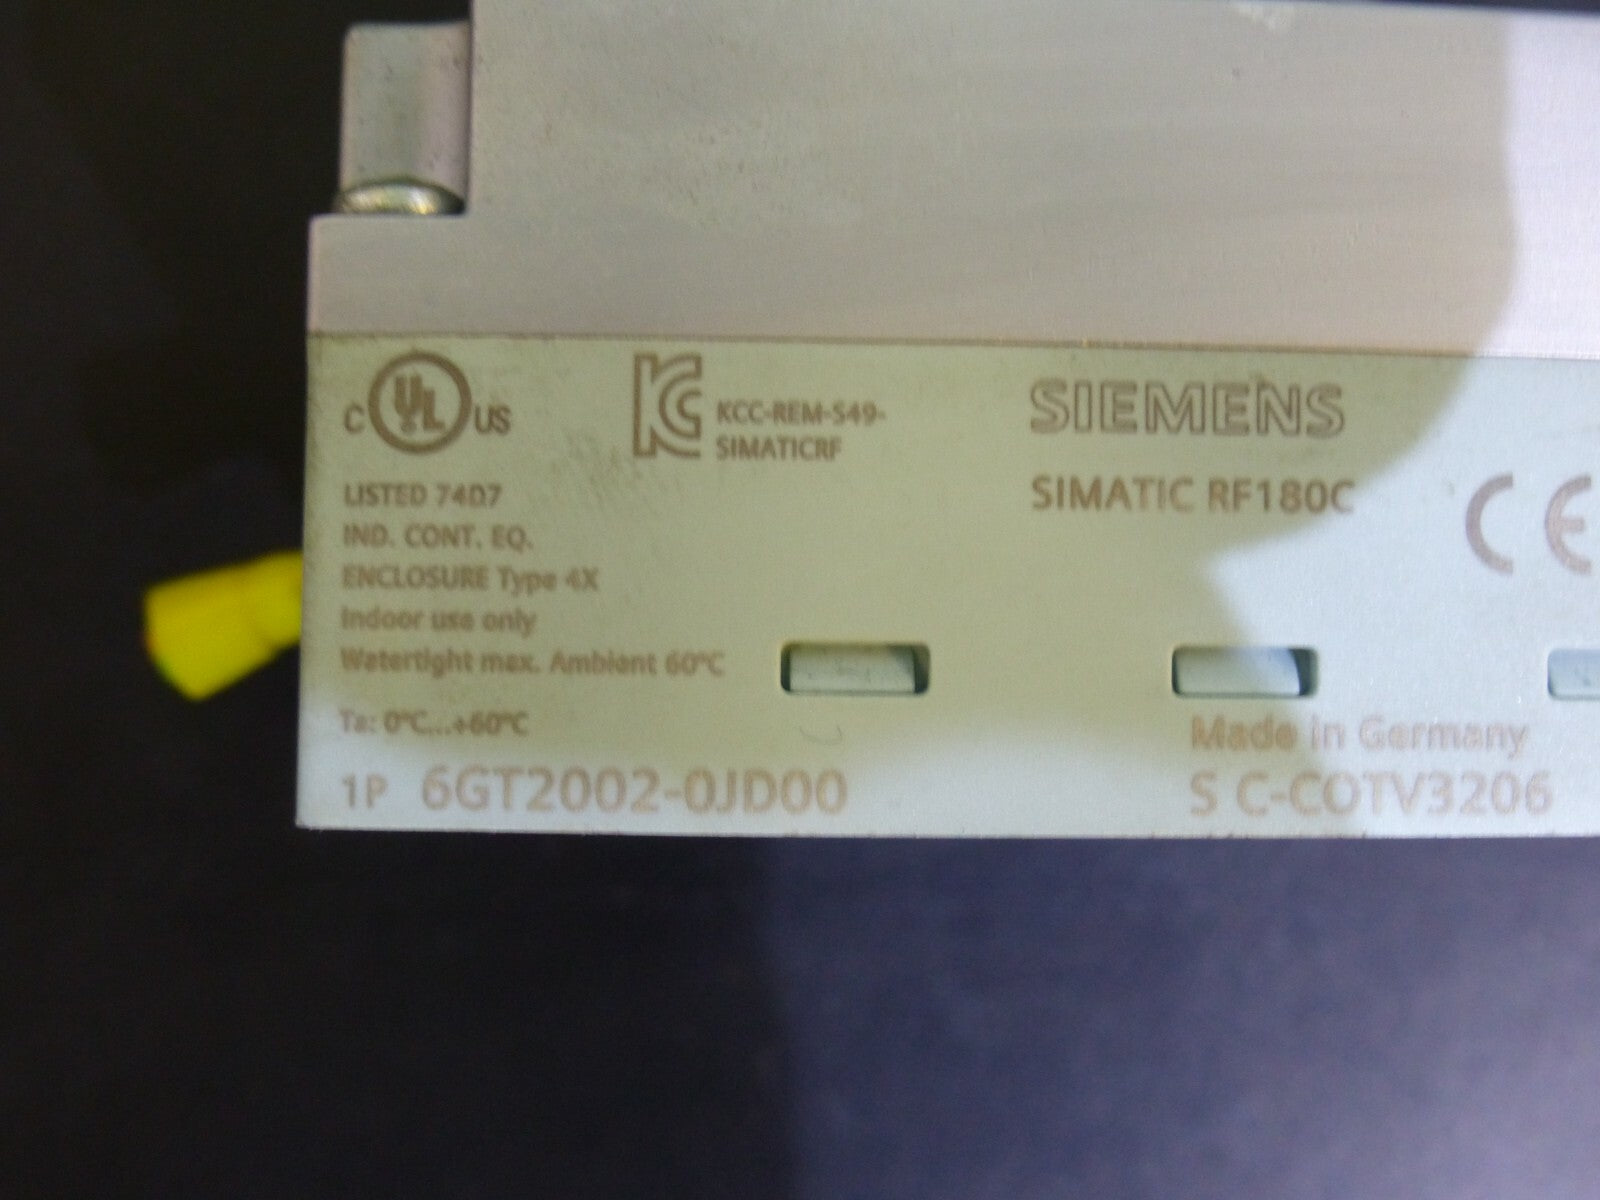 C UL US
KCC-REM-S49-
SIMATICRF
SIEMENS
SIMATIC RF180C
CE
LISTED 74D7
IND. CONT. EQ.
ENCLOSURE Type 4X
Indoor use only
Watertight max. Ambient 60°C
Ta: 0°C...+60°C
1P 6GT2002-0JD00
Made in Germany
S C-COTV3206